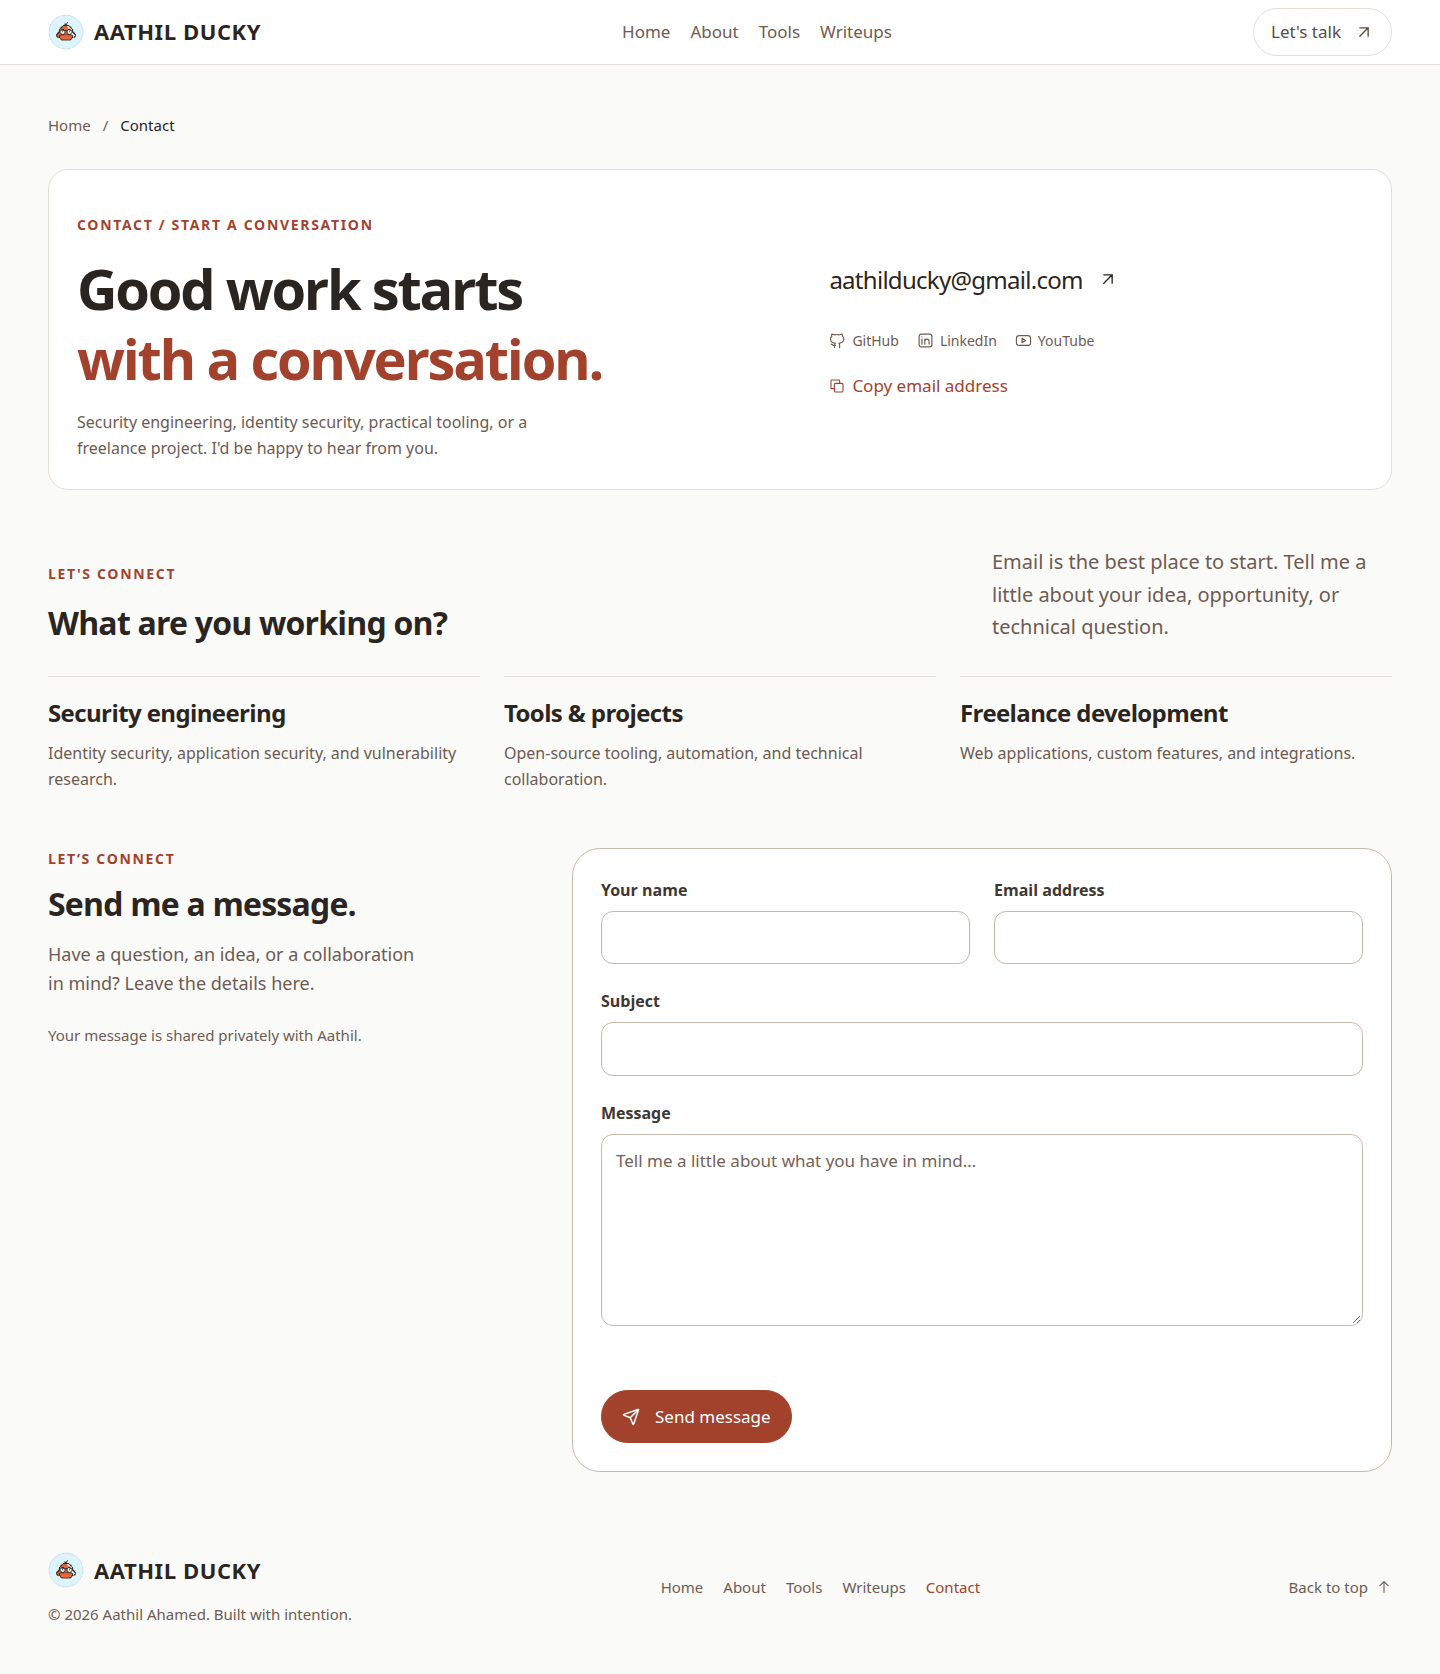 AATHIL DUCKY
Home About Tools Writeups
Let's talk
Home / Contact
CONTACT / START A CONVERSATION
Good work starts
with a conversation.
Security engineering, identity security, practical tooling, or a
freelance project. I'd be happy to hear from you.
aathilducky@gmail.com
GitHub LinkedIn YouTube
Copy email address
LET'S CONNECT
What are you working on?
Email is the best place to start. Tell me a
little about your idea, opportunity, or
technical question.
Security engineering
Identity security, application security, and vulnerability
research.
Tools & projects
Open-source tooling, automation, and technical
collaboration.
Freelance development
Web applications, custom features, and integrations.
LET’S CONNECT
Send me a message.
Have a question, an idea, or a collaboration
in mind? Leave the details here.
Your message is shared privately with Aathil.
Your name
Email address
Subject
Message
Tell me a little about what you have in mind...
Send message
AATHIL DUCKY
© 2026 Aathil Ahamed. Built with intention.
Home About Tools Writeups Contact
Back to top